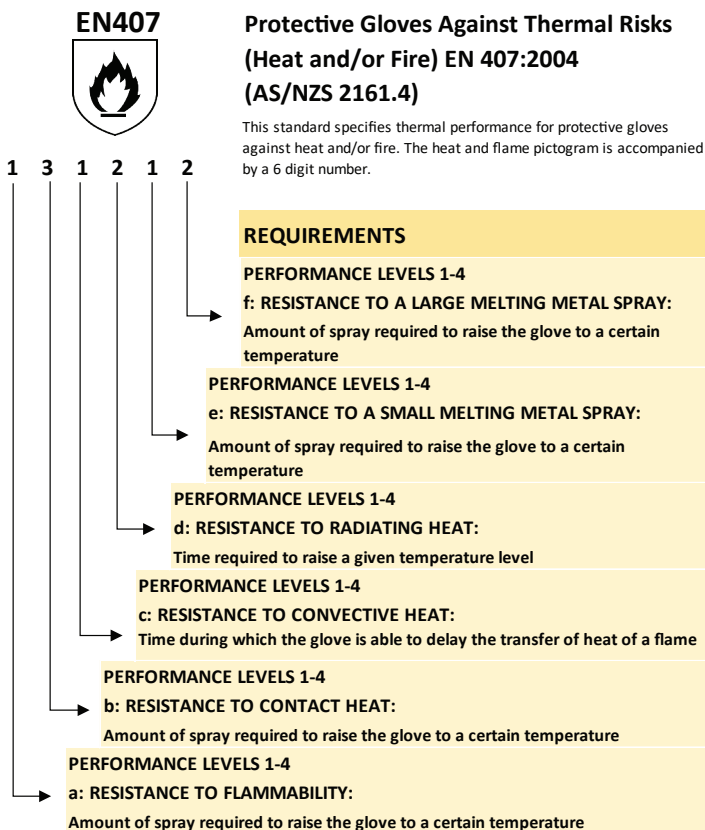 EN407
Protective Gloves Against Thermal Risks
(Heat and/or Fire) EN 407:2004
(AS/NZS 2161.4)
This standard specifies thermal performance for protective gloves
against heat and/or fire. The heat and flame pictogram is accompanied
by a 6 digit number.
1 3 1 2 1 2
REQUIREMENTS
PERFORMANCE LEVELS 1-4
f: RESISTANCE TO A LARGE MELTING METAL SPRAY:
Amount of spray required to raise the glove to a certain
temperature
PERFORMANCE LEVELS 1-4
e: RESISTANCE TO A SMALL MELTING METAL SPRAY:
Amount of spray required to raise the glove to a certain
temperature
PERFORMANCE LEVELS 1-4
d: RESISTANCE TO RADIATING HEAT:
Time required to raise a given temperature level
PERFORMANCE LEVELS 1-4
c: RESISTANCE TO CONVECTIVE HEAT:
Time during which the glove is able to delay the transfer of heat of a flame
PERFORMANCE LEVELS 1-4
b: RESISTANCE TO CONTACT HEAT:
Amount of spray required to raise the glove to a certain temperature
PERFORMANCE LEVELS 1-4
a: RESISTANCE TO FLAMMABILITY:
Amount of spray required to raise the glove to a certain temperature